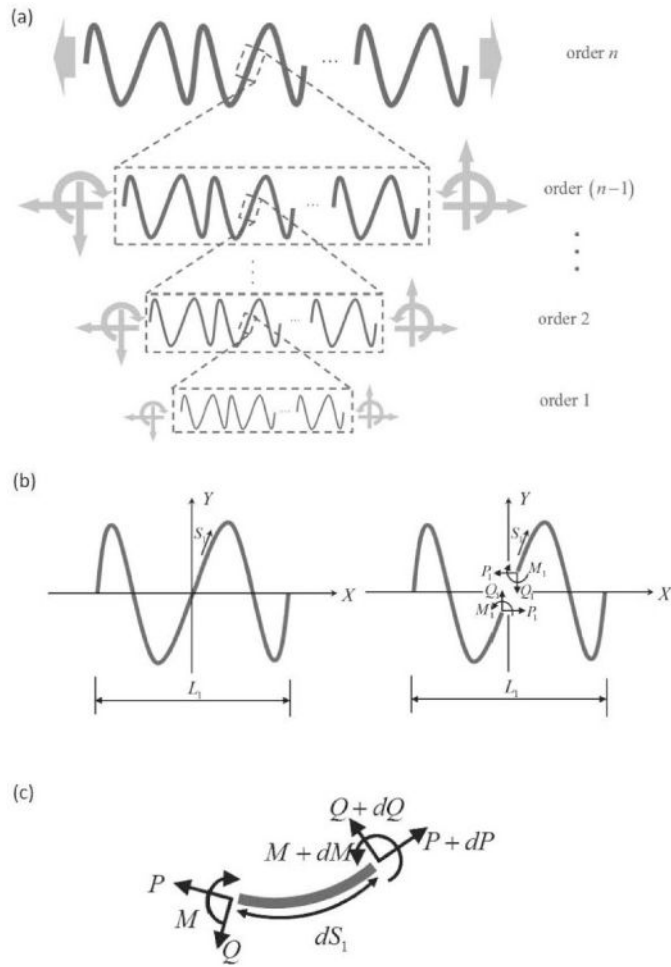 (a)
... order n
... order (n−1)
⋮
⋮
... order 2
... order 1
(b)
Y Y
S₁ S₁
P₁ M₁
Q₁ Q₁
X X
M₁ P₁
L₁ L₁
(c)
Q + dQ
M + dM P + dP
P
M
Q dS₁